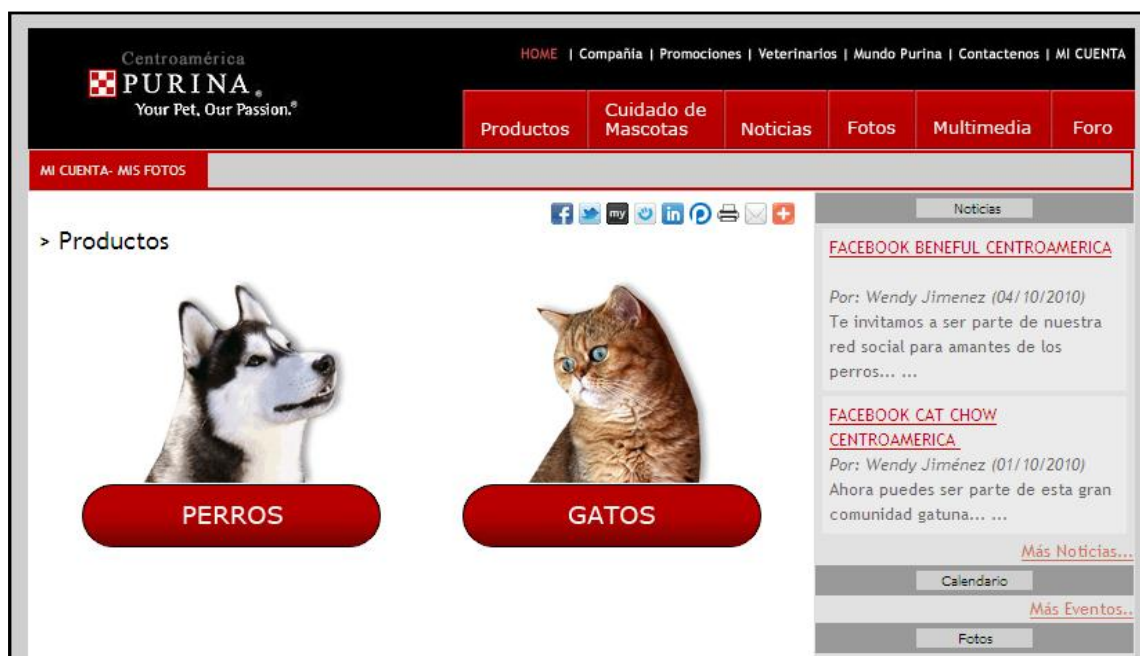 Centroamérica
PURINA®
Your Pet, Our Passion.®
HOME | Compañia | Promociones | Veterinarios | Mundo Purina | Contactenos | MI CUENTA
Productos
Cuidado de
Mascotas
Noticias
Fotos
Multimedia
Foro
MI CUENTA- MIS FOTOS
my
in
> Productos
PERROS
GATOS
Noticias
FACEBOOK BENEFUL CENTROAMERICA
Por: Wendy Jimenez (04/10/2010)
Te invitamos a ser parte de nuestra
red social para amantes de los
perros... ...
FACEBOOK CAT CHOW
CENTROAMERICA
Por: Wendy Jiménez (01/10/2010)
Ahora puedes ser parte de esta gran
comunidad gatuna... ...
Más Noticias...
Calendario
Más Eventos..
Fotos